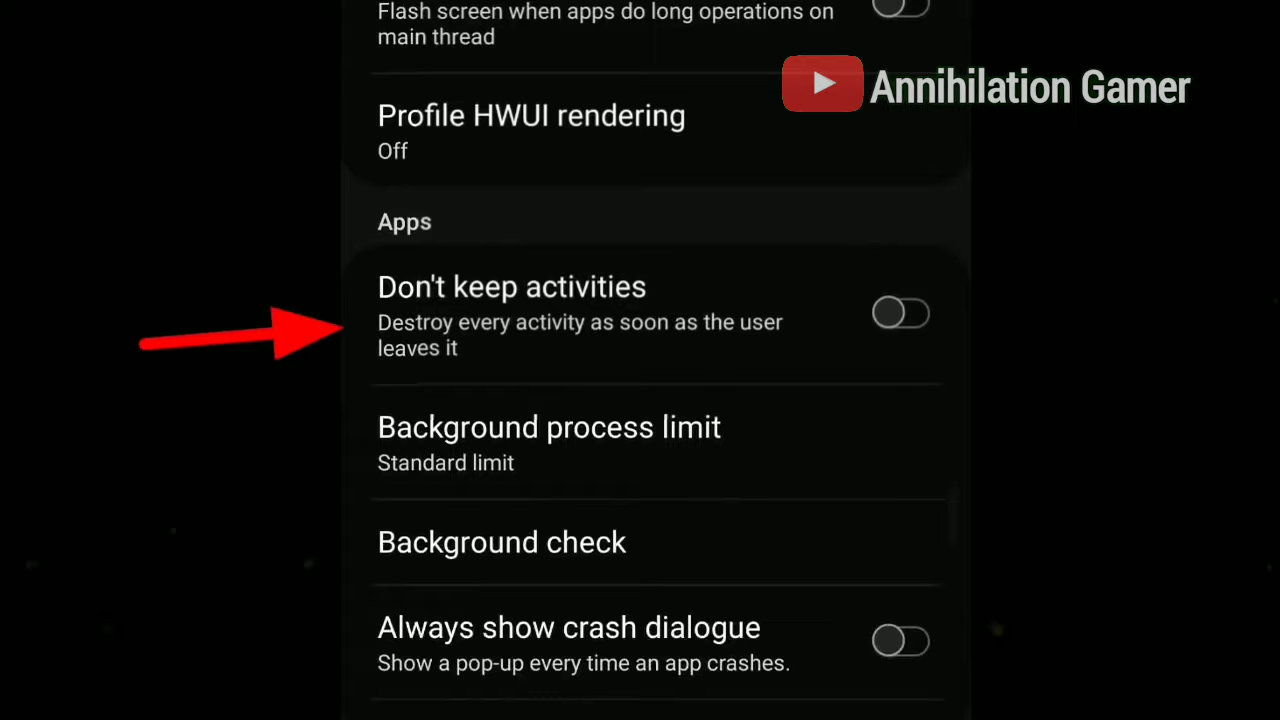 Flash screen when apps do long operations on
main thread
Annihilation Gamer
Profile HWUI rendering
Off
Apps
Don't keep activities
Destroy every activity as soon as the user
leaves it
Background process limit
Standard limit
Background check
Always show crash dialogue
Show a pop-up every time an app crashes.